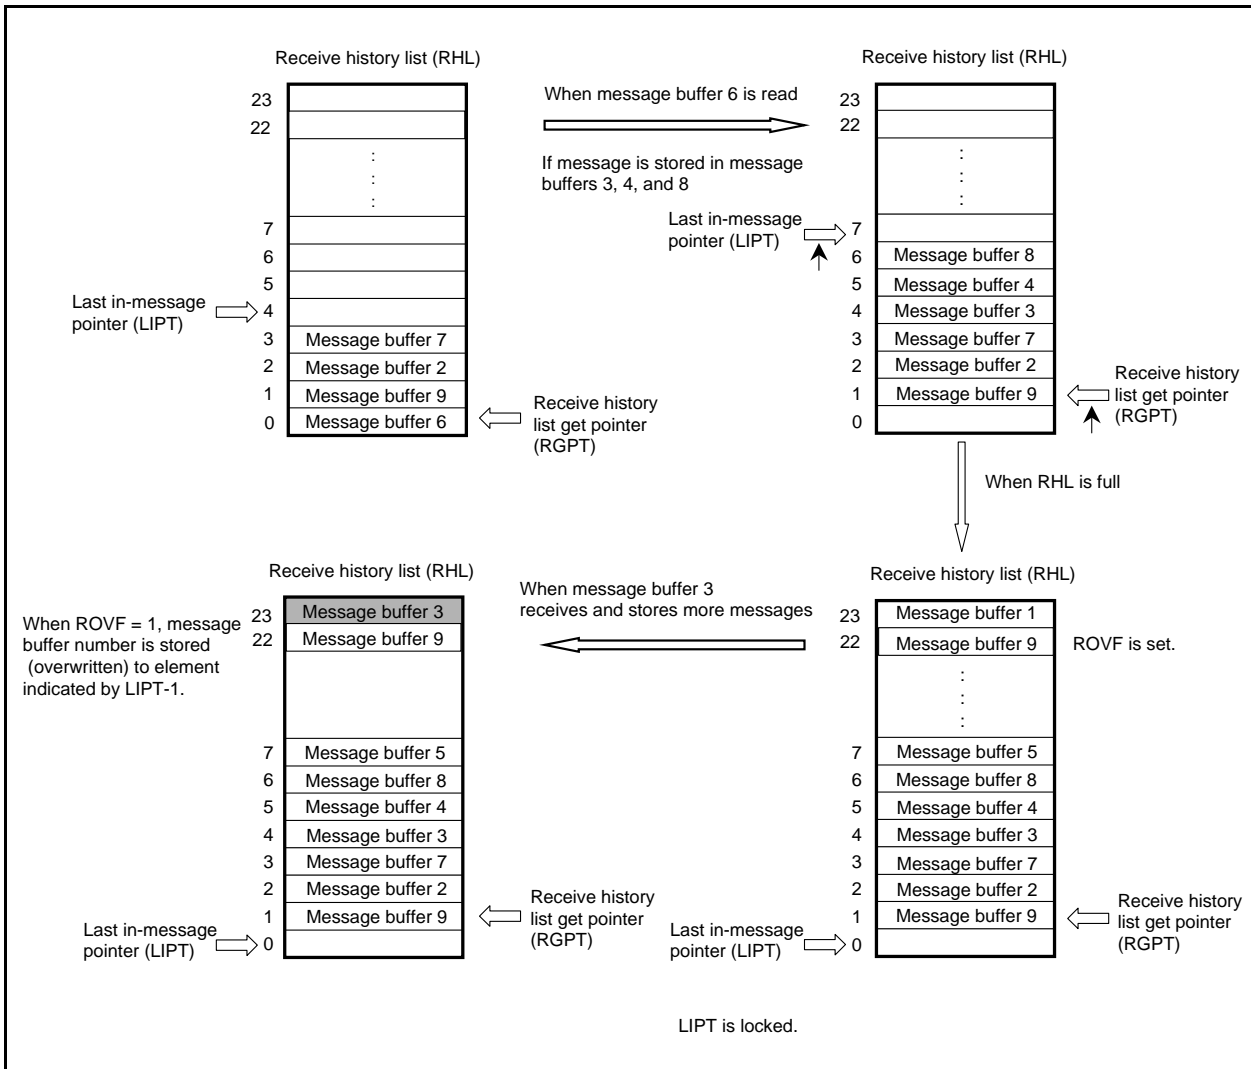 Receive history list (RHL)
23
22
:
:
:
7
6
5
4
3 Message buffer 7
2 Message buffer 2
1 Message buffer 9
0 Message buffer 6
Last in-message
pointer (LIPT)
Receive history
list get pointer
(RGPT)
When message buffer 6 is read
If message is stored in message
buffers 3, 4, and 8
Receive history list (RHL)
23
22
:
:
:
7
6 Message buffer 8
5 Message buffer 4
4 Message buffer 3
3 Message buffer 7
2 Message buffer 2
1 Message buffer 9
0
Last in-message
pointer (LIPT)
Receive history
list get pointer
(RGPT)
When RHL is full
Receive history list (RHL)
23 Message buffer 1
22 Message buffer 9
:
:
:
7 Message buffer 5
6 Message buffer 8
5 Message buffer 4
4 Message buffer 3
3 Message buffer 7
2 Message buffer 2
1 Message buffer 9
0
ROVF is set.
Last in-message
pointer (LIPT)
Receive history
list get pointer
(RGPT)
LIPT is locked.
When message buffer 3
receives and stores more messages
Receive history list (RHL)
23 Message buffer 3
22 Message buffer 9
7 Message buffer 5
6 Message buffer 8
5 Message buffer 4
4 Message buffer 3
3 Message buffer 7
2 Message buffer 2
1 Message buffer 9
0
When ROVF = 1, message
buffer number is stored
(overwritten) to element
indicated by LIPT-1.
Last in-message
pointer (LIPT)
Receive history
list get pointer
(RGPT)